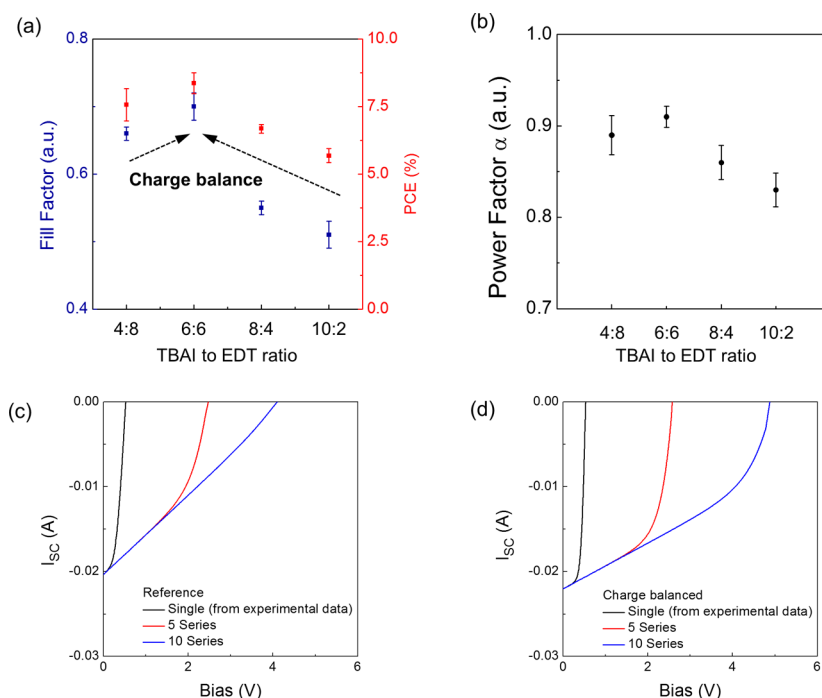 (a)
0.8
0.6
0.4
Fill Factor (a.u.)
10.0
7.5
5.0
2.5
0.0
PCE (%)
Charge balance
4:8 6:6 8:4 10:2
TBAI to EDT ratio
(b)
1.0
0.9
0.8
0.7
Power Factor α (a.u.)
4:8 6:6 8:4 10:2
TBAI to EDT ratio
(c)
0.00
-0.01
-0.02
-0.03
I_SC (A)
Reference
Single (from experimental data)
5 Series
10 Series
0 2 4 6
Bias (V)
(d)
0.00
-0.01
-0.02
-0.03
I_SC (A)
Charge balanced
Single (from experimental data)
5 Series
10 Series
0 2 4 6
Bias (V)